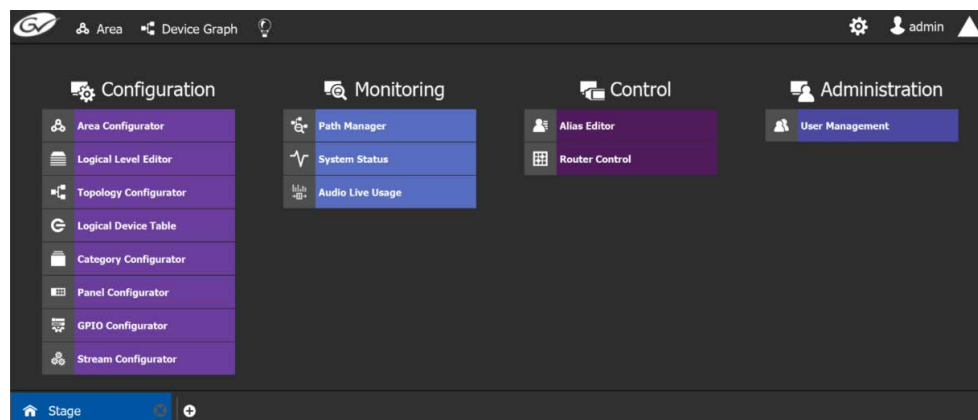 GV Area Device Graph admin
Configuration
Area Configurator
Logical Level Editor
Topology Configurator
Logical Device Table
Category Configurator
Panel Configurator
GPIO Configurator
Stream Configurator
Monitoring
Path Manager
System Status
Audio Live Usage
Control
Alias Editor
Router Control
Administration
User Management
Stage